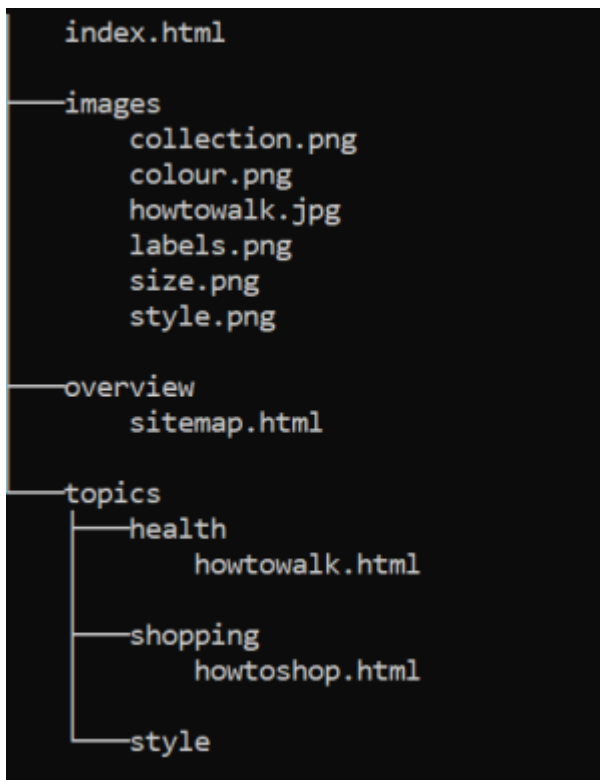 index.html
images
collection.png
colour.png
howtowalk.jpg
labels.png
size.png
style.png
overview
sitemap.html
topics
health
howtowalk.html
shopping
howtoshop.html
style